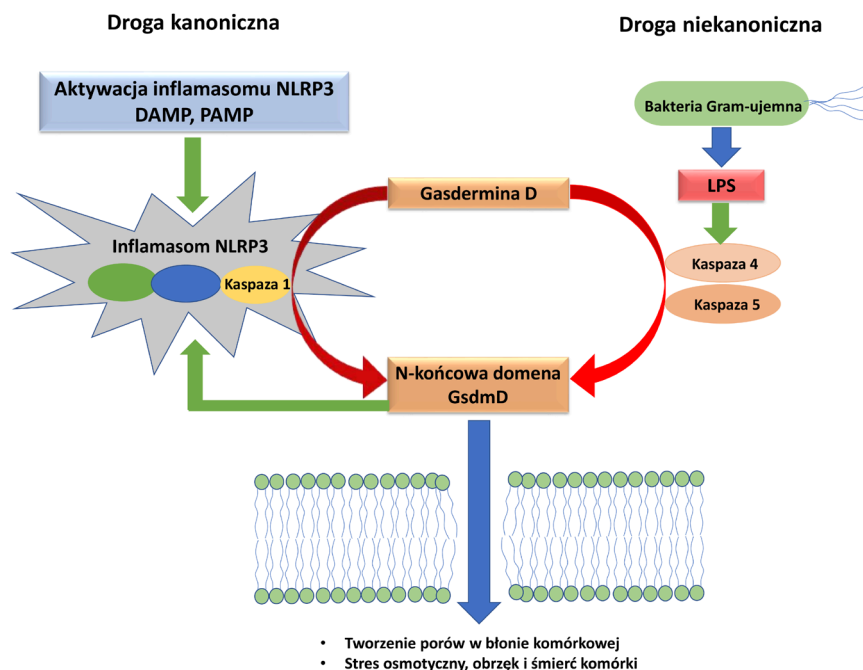 Droga kanoniczna
Droga niekanoniczna
Aktywacja inflamasomu NLRP3
DAMP, PAMP
Bakteria Gram-ujemna
LPS
Gasdermina D
Inflamasom NLRP3
Kaspaza 1
Kaspaza 4
Kaspaza 5
N-końcowa domena
GsdmD
• Tworzenie porów w błonie komórkowej
• Stres osmotyczny, obrzęk i śmierć komórki